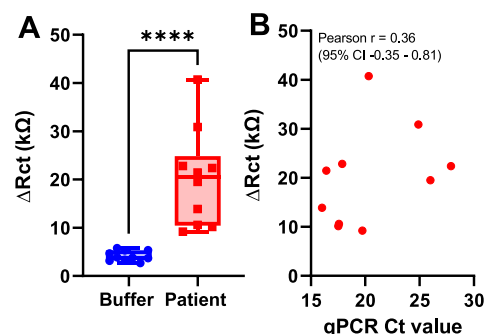 A
****
ΔRct (kΩ)
50
40
30
20
10
0
Buffer
Patient
B
Pearson r = 0.36
(95% CI -0.35 - 0.81)
ΔRct (kΩ)
50
40
30
20
10
0
15
20
25
30
qPCR Ct value